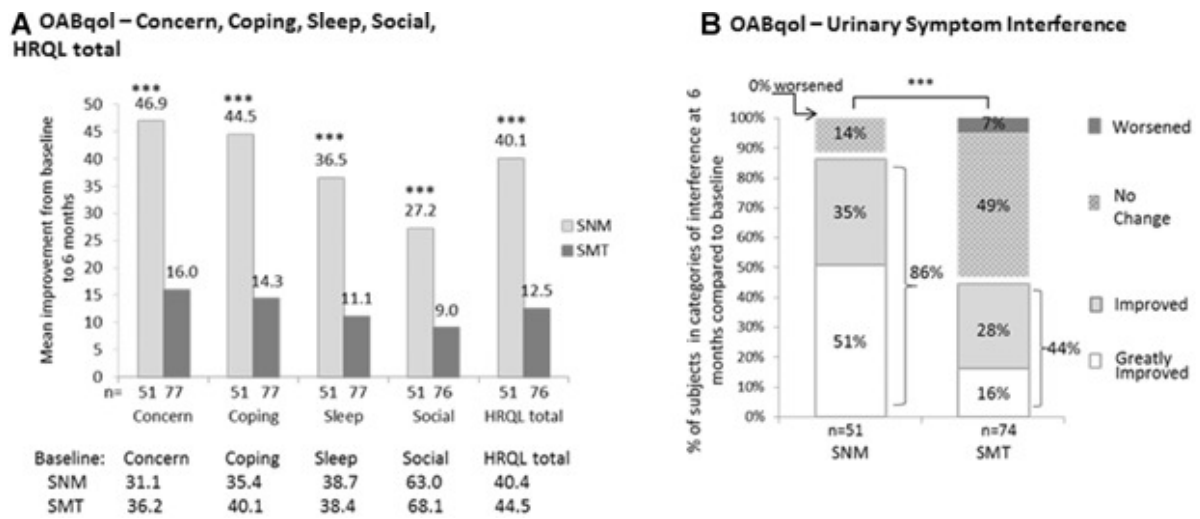 A OABqol – Concern, Coping, Sleep, Social,
HRQL total
Mean improvement from baseline
to 6 months
50
45
40
35
30
25
20
15
10
5
0
***
46.9
16.0
***
44.5
14.3
***
36.5
11.1
***
27.2
9.0
***
40.1
12.5
SNM
SMT
n= 51 77 51 77 51 77 51 76 51 76
Concern Coping Sleep Social HRQL total
Baseline: Concern Coping Sleep Social HRQL total
SNM 31.1 35.4 38.7 63.0 40.4
SMT 36.2 40.1 38.4 68.1 44.5
B OABqol – Urinary Symptom Interference
% of subjects in categories of interference at 6
months compared to baseline
0% worsened
***
100%
90%
80%
70%
60%
50%
40%
30%
20%
10%
0%
14%
35%
51%
86%
7%
49%
28%
16%
44%
Worsened
No
Change
Improved
Greatly
Improved
n=51 n=74
SNM SMT